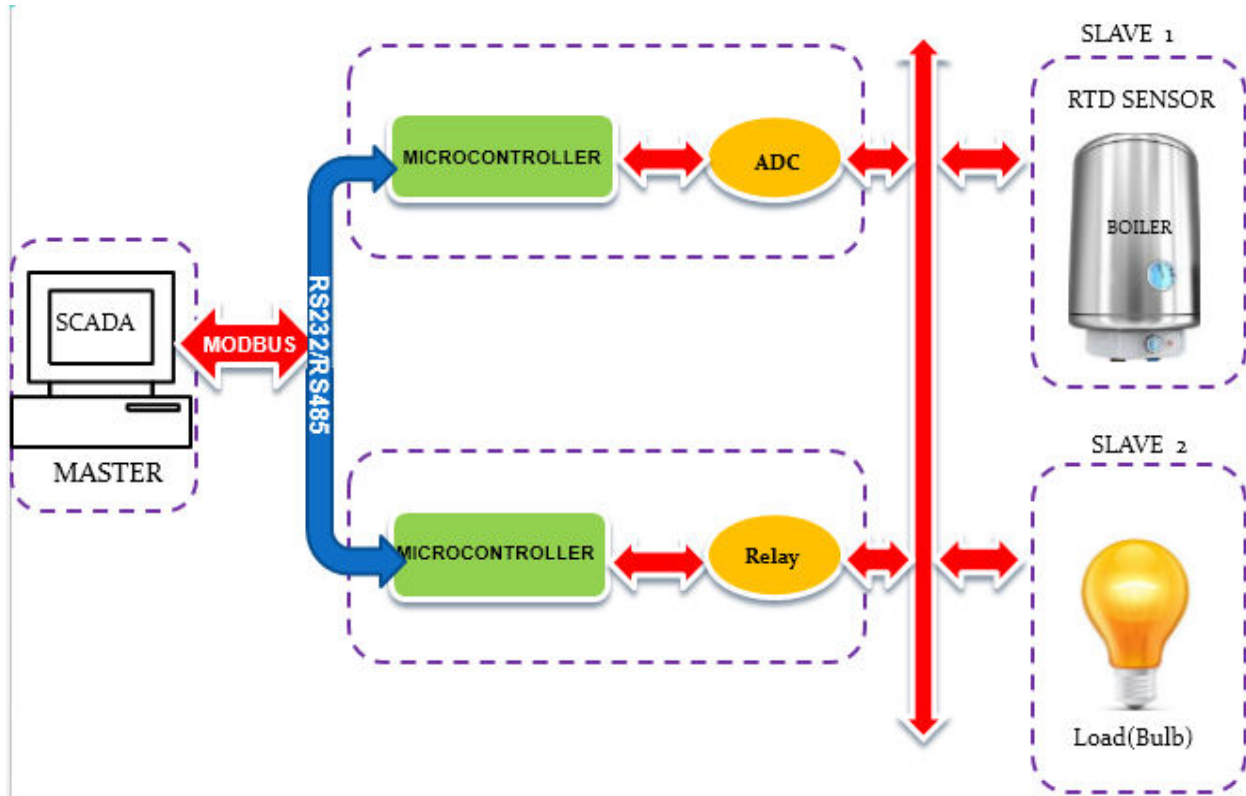 SLAVE 1
RTD SENSOR
BOILER
MICROCONTROLLER
ADC
SCADA
MASTER
MODBUS
RS232/RS485
MICROCONTROLLER
Relay
SLAVE 2
Load(Bulb)